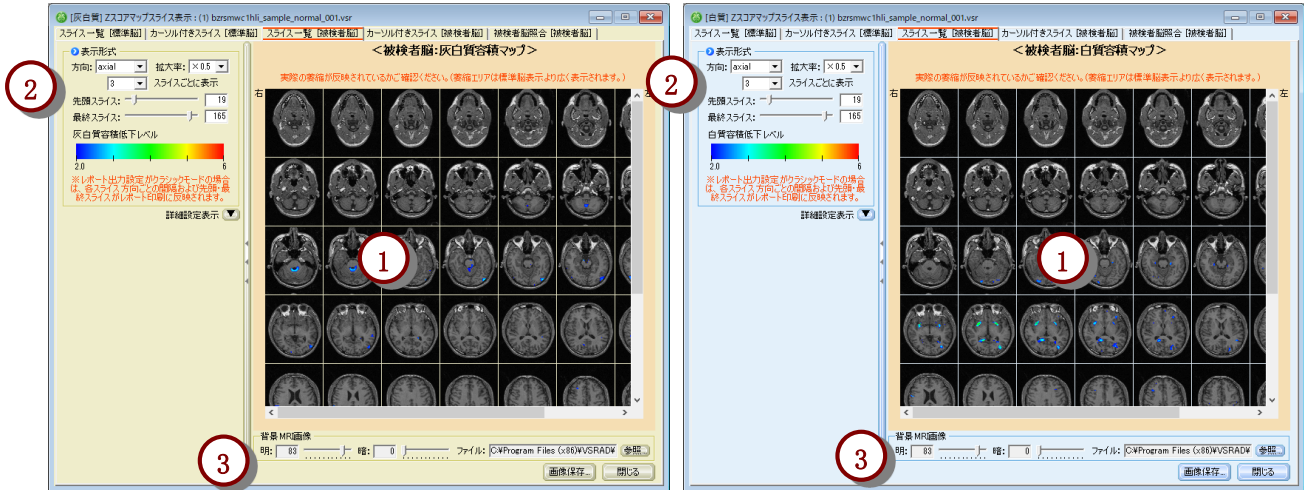 [灰白質] Zスコアマップスライス表示 : (1) bzrsmwc1hli_sample_normal_001.vsr
スライス一覧 [標準脳] | カーソル付きスライス [標準脳] | スライス一覧 [被検者脳] | カーソル付きスライス [被検者脳] | 被検者脳照合 [被検者脳]
表示形式
方向: axial 拡大率: ×0.5
3 スライスごとに表示
先頭スライス: 19
最終スライス: 165
灰白質容積低下レベル
2.0 6
※レポート出力設定がクラシックモードの場合
は、各スライス方向ごとの間隔および先頭・最
終スライスがレポート印刷に反映されます。
詳細設定表示
2
<被検者脳:灰白質容積マップ>
実際の萎縮が反映されているかご確認ください。(萎縮エリアは標準脳表示より広く表示されます。)
右 左
1
背景MRI画像
明: 83 暗: 0 ファイル: C:¥Program Files (x86)¥VSRAD¥ 参照...
3
画像保存... 閉じる
[白質] Zスコアマップスライス表示 : (1) bzrsmwc1hli_sample_normal_001.vsr
スライス一覧 [標準脳] | カーソル付きスライス [標準脳] | スライス一覧 [被検者脳] | カーソル付きスライス [被検者脳] | 被検者脳照合 [被検者脳]
表示形式
方向: axial 拡大率: ×0.5
3 スライスごとに表示
先頭スライス: 19
最終スライス: 165
白質容積低下レベル
2.0 6
※レポート出力設定がクラシックモードの場合
は、各スライス方向ごとの間隔および先頭・最
終スライスがレポート印刷に反映されます。
詳細設定表示
2
<被検者脳:白質容積マップ>
実際の萎縮が反映されているかご確認ください。(萎縮エリアは標準脳表示より広く表示されます。)
右 左
1
背景MRI画像
明: 83 暗: 0 ファイル: C:¥Program Files (x86)¥VSRAD¥ 参照...
3
画像保存... 閉じる